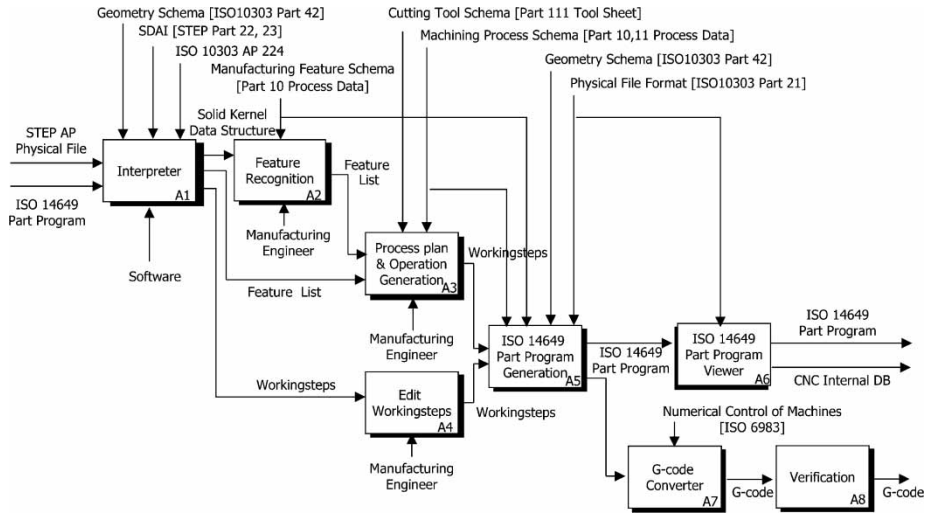 Geometry Schema [ISO10303 Part 42]
SDAI [STEP Part 22, 23]
ISO 10303 AP 224
Manufacturing Feature Schema
[Part 10 Process Data]
Cutting Tool Schema [Part 111 Tool Sheet]
Machining Process Schema [Part 10,11 Process Data]
Geometry Schema [ISO10303 Part 42]
Physical File Format [ISO10303 Part 21]
STEP AP
Physical File
ISO 14649
Part Program
Interpreter
A1
Software
Solid Kernel
Data Structure
Feature
Recognition
A2
Manufacturing
Engineer
Feature
List
Feature List
Process plan
& Operation
Generation
A3
Manufacturing
Engineer
Workingsteps
Workingsteps
Edit
Workingsteps
A4
Manufacturing
Engineer
Workingsteps
ISO 14649
Part Program
Generation
A5
ISO 14649
Part Program
ISO 14649
Part Program
Viewer
A6
ISO 14649
Part Program
CNC Internal DB
Numerical Control of Machines
[ISO 6983]
G-code
Converter
A7
G-code
Verification
A8
G-code